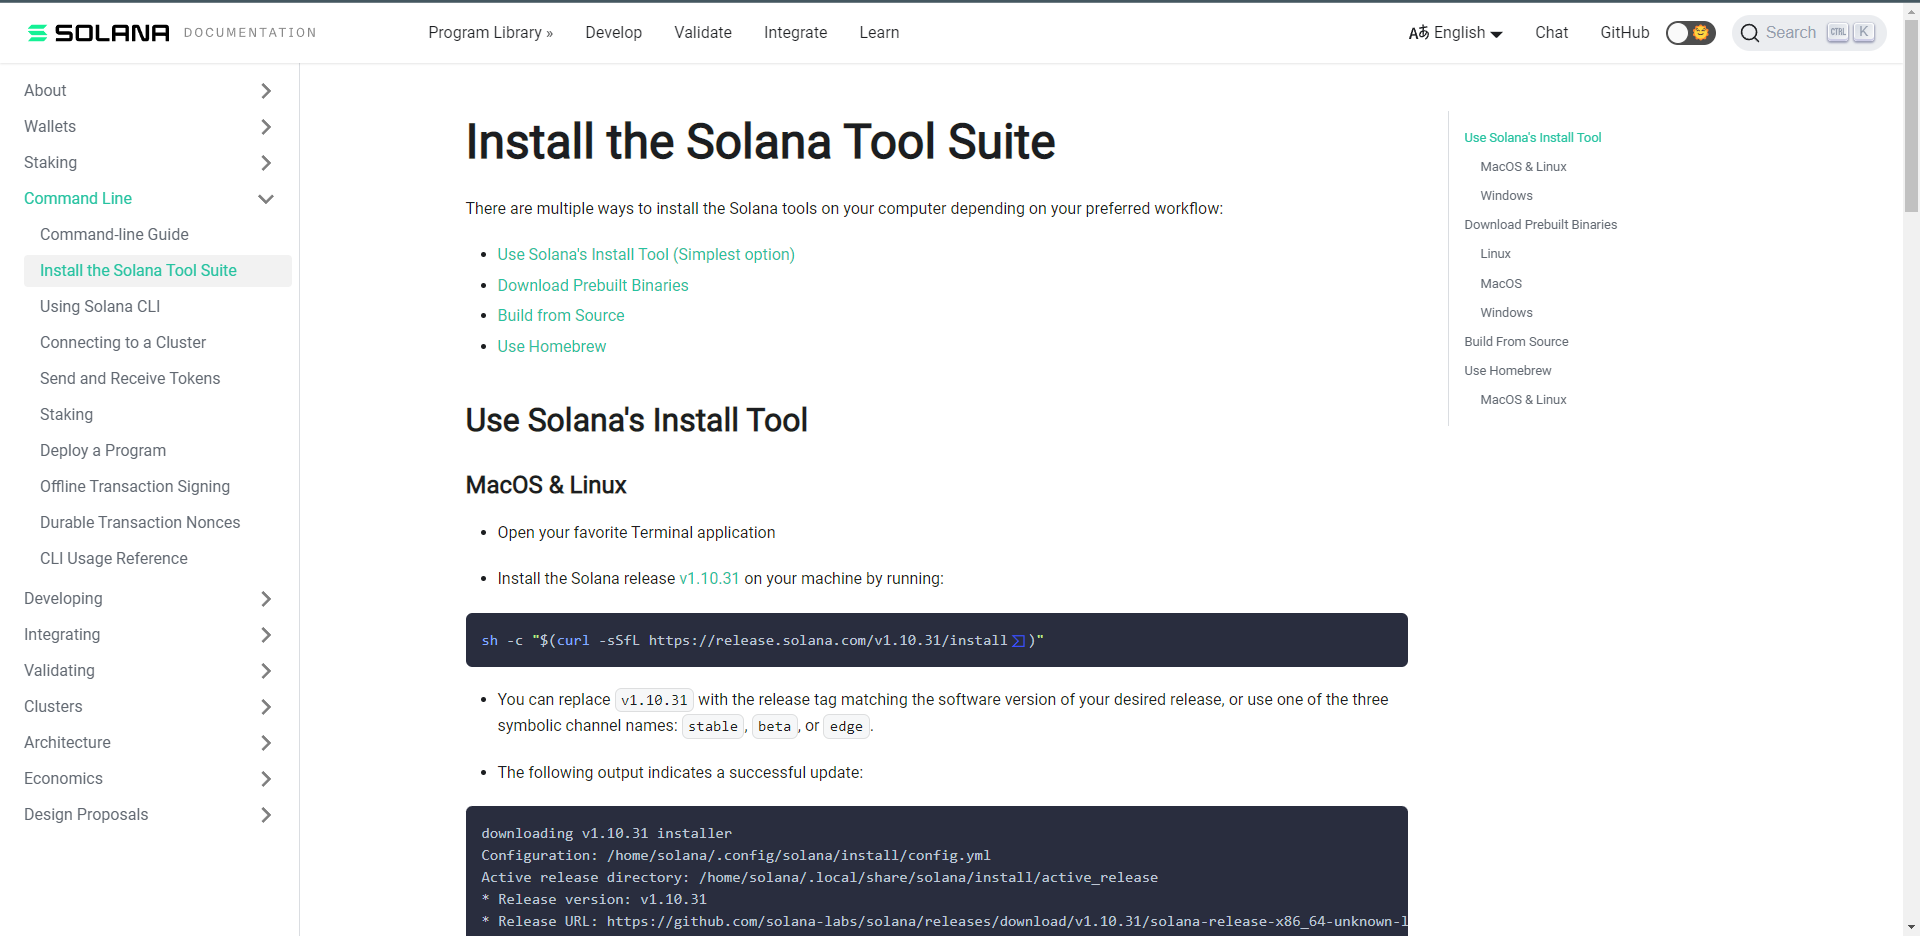 SOLANA DOCUMENTATION
Program Library »
Develop
Validate
Integrate
Learn
Aあ English
Chat
GitHub
Search CTRL K
About
Wallets
Staking
Command Line
Command-line Guide
Install the Solana Tool Suite
Using Solana CLI
Connecting to a Cluster
Send and Receive Tokens
Staking
Deploy a Program
Offline Transaction Signing
Durable Transaction Nonces
CLI Usage Reference
Developing
Integrating
Validating
Clusters
Architecture
Economics
Design Proposals
Install the Solana Tool Suite
There are multiple ways to install the Solana tools on your computer depending on your preferred workflow:
Use Solana's Install Tool (Simplest option)
Download Prebuilt Binaries
Build from Source
Use Homebrew
Use Solana's Install Tool
MacOS & Linux
Open your favorite Terminal application
Install the Solana release v1.10.31 on your machine by running:
sh -c "$(curl -sSfL https://release.solana.com/v1.10.31/install)"
You can replace v1.10.31 with the release tag matching the software version of your desired release, or use one of the three
symbolic channel names: stable, beta, or edge.
The following output indicates a successful update:
downloading v1.10.31 installer
Configuration: /home/solana/.config/solana/install/config.yml
Active release directory: /home/solana/.local/share/solana/install/active_release
* Release version: v1.10.31
* Release URL: https://github.com/solana-labs/solana/releases/download/v1.10.31/solana-release-x86_64-unknown-l
Use Solana's Install Tool
MacOS & Linux
Windows
Download Prebuilt Binaries
Linux
MacOS
Windows
Build From Source
Use Homebrew
MacOS & Linux